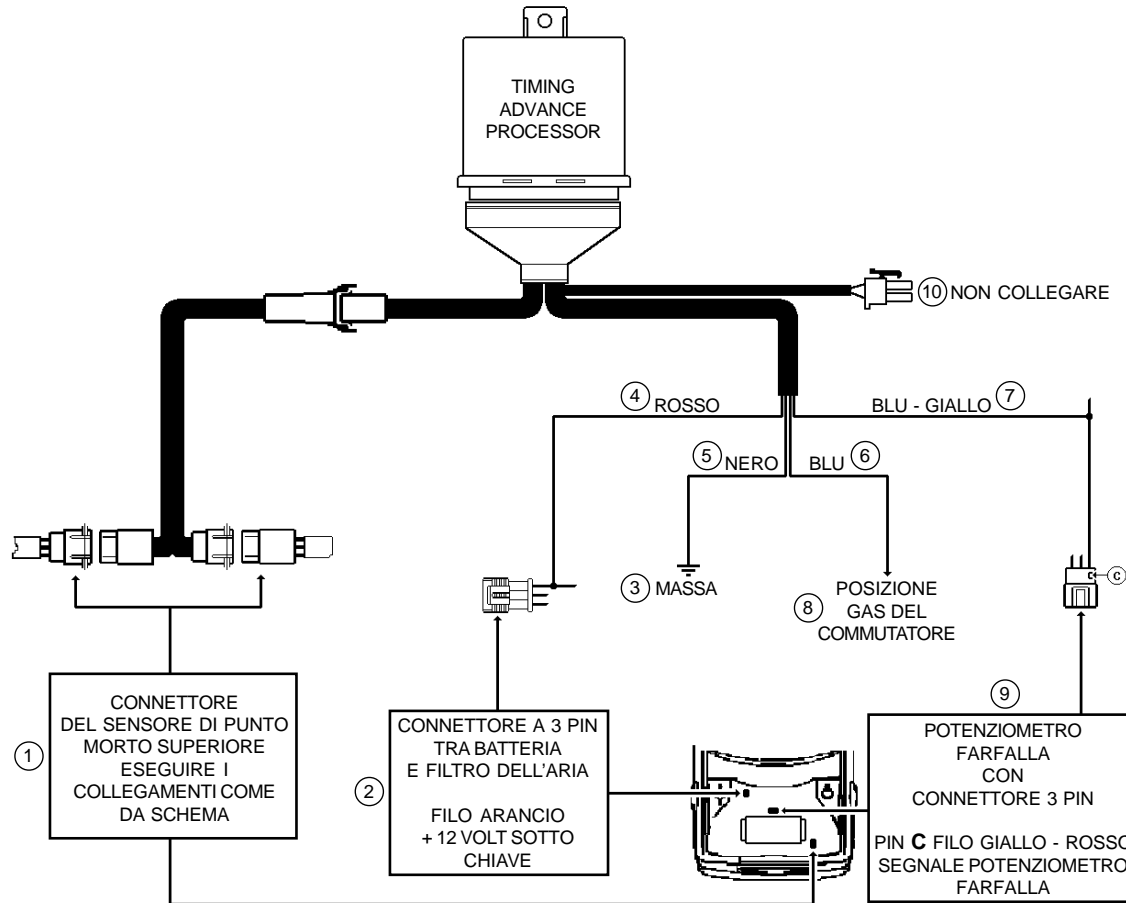 TIMING
ADVANCE
PROCESSOR
10 NON COLLEGARE
4 ROSSO
BLU - GIALLO 7
5 NERO
BLU 6
3 MASSA
8
POSIZIONE
GAS DEL
COMMUTATORE
C
1
CONNETTORE
DEL SENSORE DI PUNTO
MORTO SUPERIORE
ESEGUIRE I
COLLEGAMENTI COME
DA SCHEMA
2
CONNETTORE A 3 PIN
TRA BATTERIA
E FILTRO DELL'ARIA
FILO ARANCIO
+ 12 VOLT SOTTO
CHIAVE
9
POTENZIOMETRO
FARFALLA
CON
CONNETTORE 3 PIN
PIN C FILO GIALLO - ROSSO
SEGNALE POTENZIOMETRO
FARFALLA